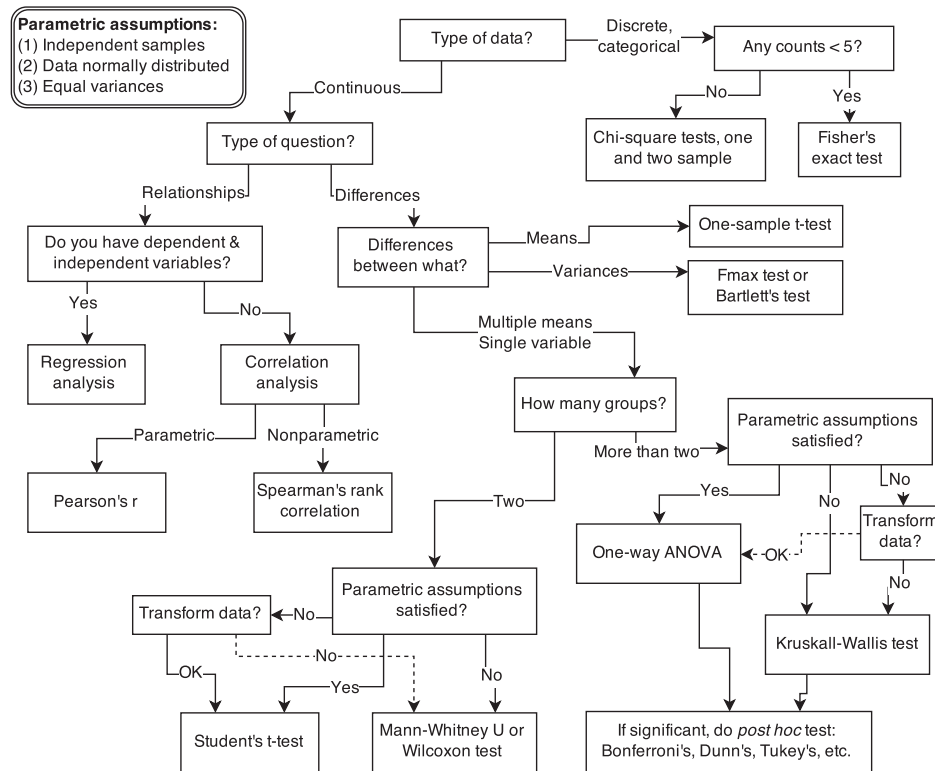 Parametric assumptions:
(1) Independent samples
(2) Data normally distributed
(3) Equal variances
Type of data?
Discrete,
categorical
Any counts < 5?
Continuous
No
Yes
Type of question?
Chi-square tests, one
and two sample
Fisher's
exact test
Relationships
Differences
Do you have dependent &
independent variables?
Differences
between what?
Means
One-sample t-test
Variances
Fmax test or
Bartlett's test
Yes
No
Multiple means
Single variable
Regression
analysis
Correlation
analysis
How many groups?
Parametric assumptions
satisfied?
Parametric
Nonparametric
More than two
Pearson's r
Spearman's rank
correlation
Two
Yes
No
No
Transform
data?
One-way ANOVA
OK
No
Transform data?
No
Parametric assumptions
satisfied?
Kruskall-Wallis test
No
OK
Yes
No
Student's t-test
Mann-Whitney U or
Wilcoxon test
If significant, do post hoc test:
Bonferroni's, Dunn's, Tukey's, etc.